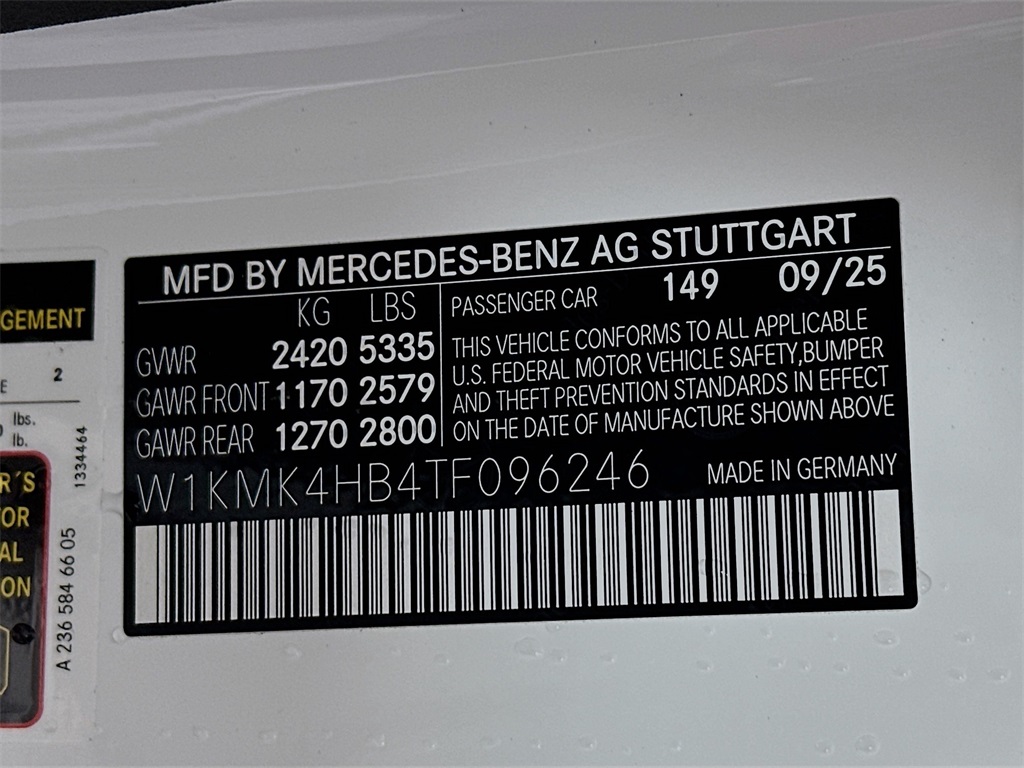 MFD BY MERCEDES-BENZ AG STUTTGART
KG LBS
GVWR 2420 5335
GAWR FRONT 1170 2579
GAWR REAR 1270 2800
PASSENGER CAR 149 09/25
THIS VEHICLE CONFORMS TO ALL APPLICABLE
U.S. FEDERAL MOTOR VEHICLE SAFETY,BUMPER
AND THEFT PREVENTION STANDARDS IN EFFECT
ON THE DATE OF MANUFACTURE SHOWN ABOVE
W1KMK4HB4TF096246 MADE IN GERMANY
GEMENT
E 2
lbs.
lb.
R'S
TOR
AL
ION
1334464
A 236 584 66 05